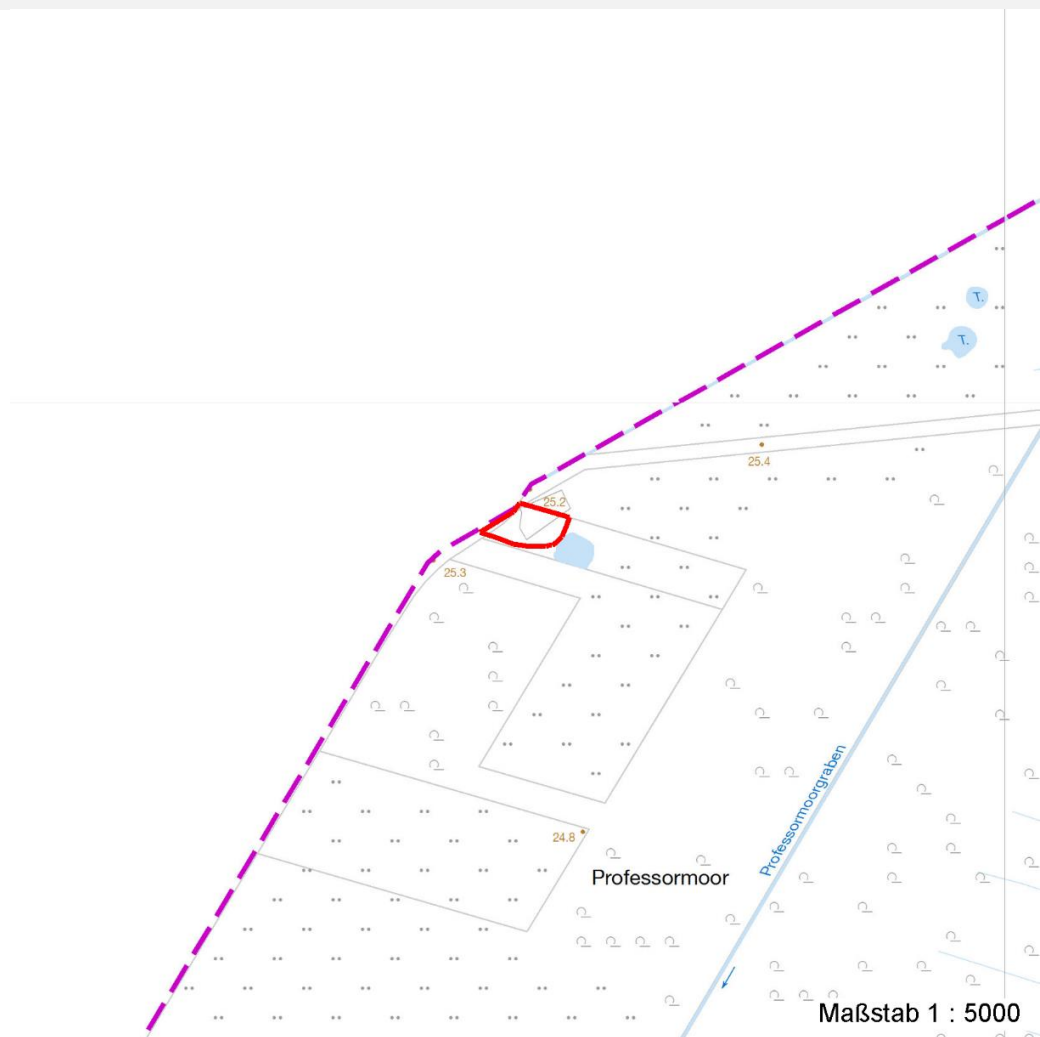 T.
T.
25.4
25.2
25.3
Professormoorgraben
24.8
Professormoor
Maßstab 1 : 5000